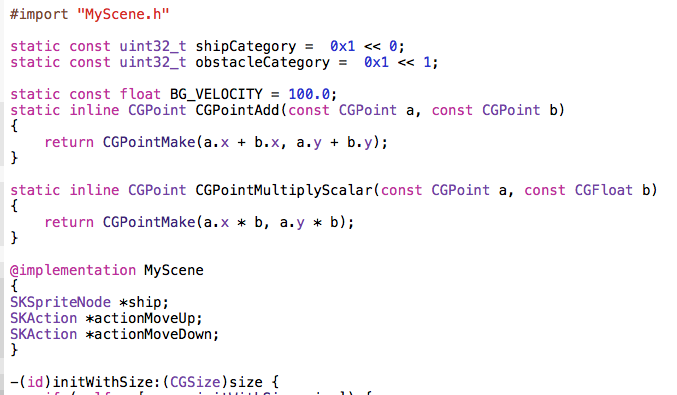 #import "MyScene.h"
static const uint32_t shipCategory =  0x1 << 0;
static const uint32_t obstacleCategory =  0x1 << 1;
static const float BG_VELOCITY = 100.0;
static inline CGPoint CGPointAdd(const CGPoint a, const CGPoint b)
{
    return CGPointMake(a.x + b.x, a.y + b.y);
}
static inline CGPoint CGPointMultiplyScalar(const CGPoint a, const CGFloat b)
{
    return CGPointMake(a.x * b, a.y * b);
}
@implementation MyScene
{
SKSpriteNode *ship;
SKAction *actionMoveUp;
SKAction *actionMoveDown;
}
-(id)initWithSize:(CGSize)size {